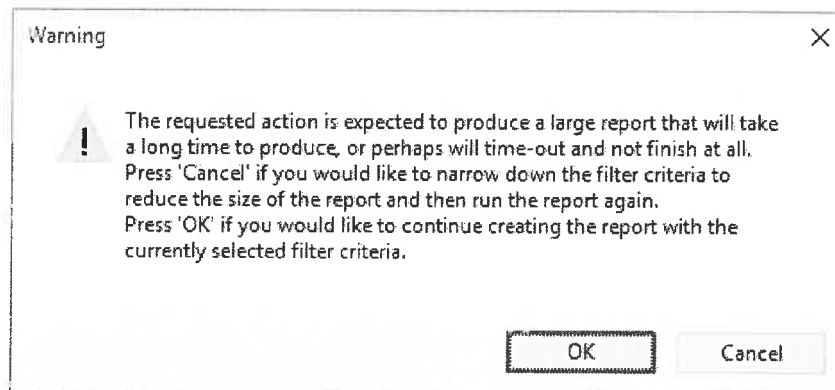 Warning
The requested action is expected to produce a large report that will take
a long time to produce, or perhaps will time-out and not finish at all.
Press 'Cancel' if you would like to narrow down the filter criteria to
reduce the size of the report and then run the report again.
Press 'OK' if you would like to continue creating the report with the
currently selected filter criteria.
OK
Cancel